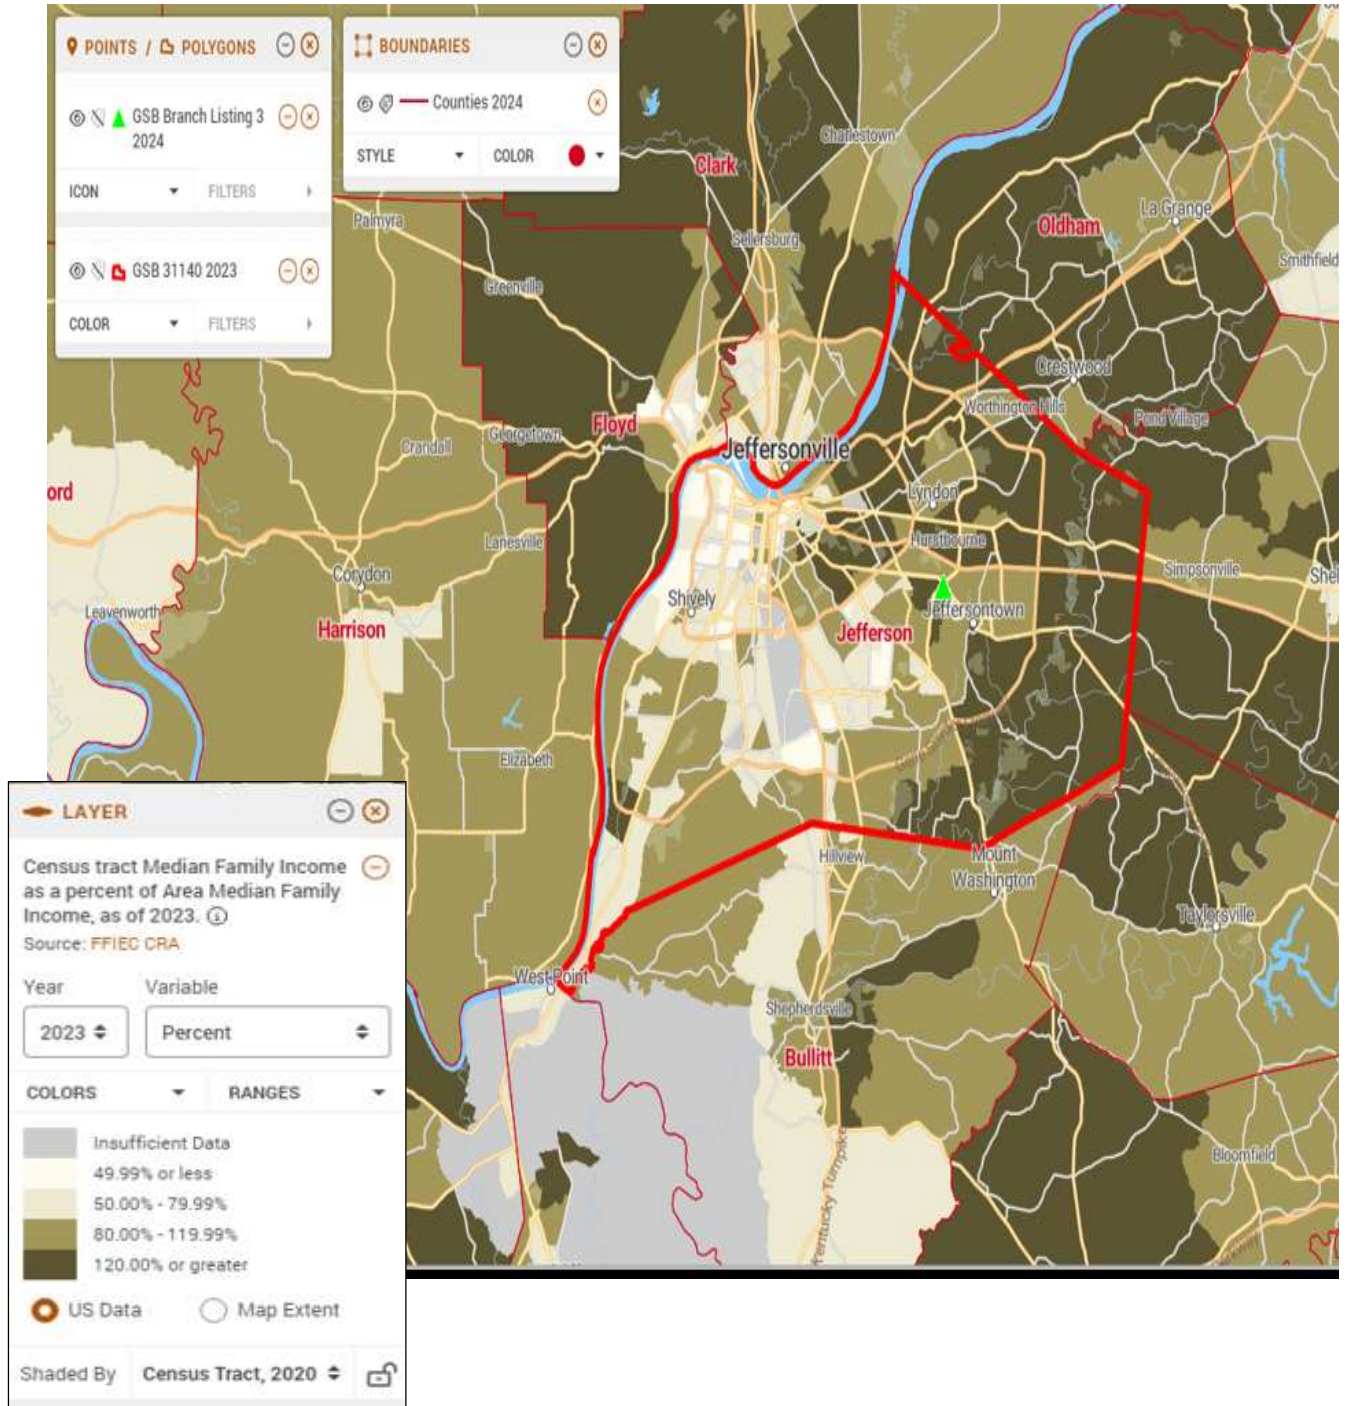 POINTS / POLYGONS
GSB Branch Listing 3
2024
ICON FILTERS
GSB 31140 2023
COLOR FILTERS
BOUNDARIES
Counties 2024
STYLE COLOR
Charlestown
Clark
La Grange
Oldham
Palmyra
Sellersburg
Smithfield
Greenville
Crestwood
Worthington Hills
Pond Village
Floyd
Georgetown
Crandall
Jeffersonville
ord
Lyndon
Lanesville
Hurstbourne
Corydon
Simpsonville
Shel
Leavenworth
Shively
Jeffersontown
Harrison
Jefferson
Elizabeth
Hillview
Mount
Washington
Taylorsville
West Point
Shepherdsville
Bullitt
Kentucky Turnpike
Bloomfield
LAYER
Census tract Median Family Income
as a percent of Area Median Family
Income, as of 2023.
Source: FFIEC CRA
Year Variable
2023 Percent
COLORS RANGES
Insufficient Data
49.99% or less
50.00% - 79.99%
80.00% - 119.99%
120.00% or greater
US Data Map Extent
Shaded By Census Tract, 2020